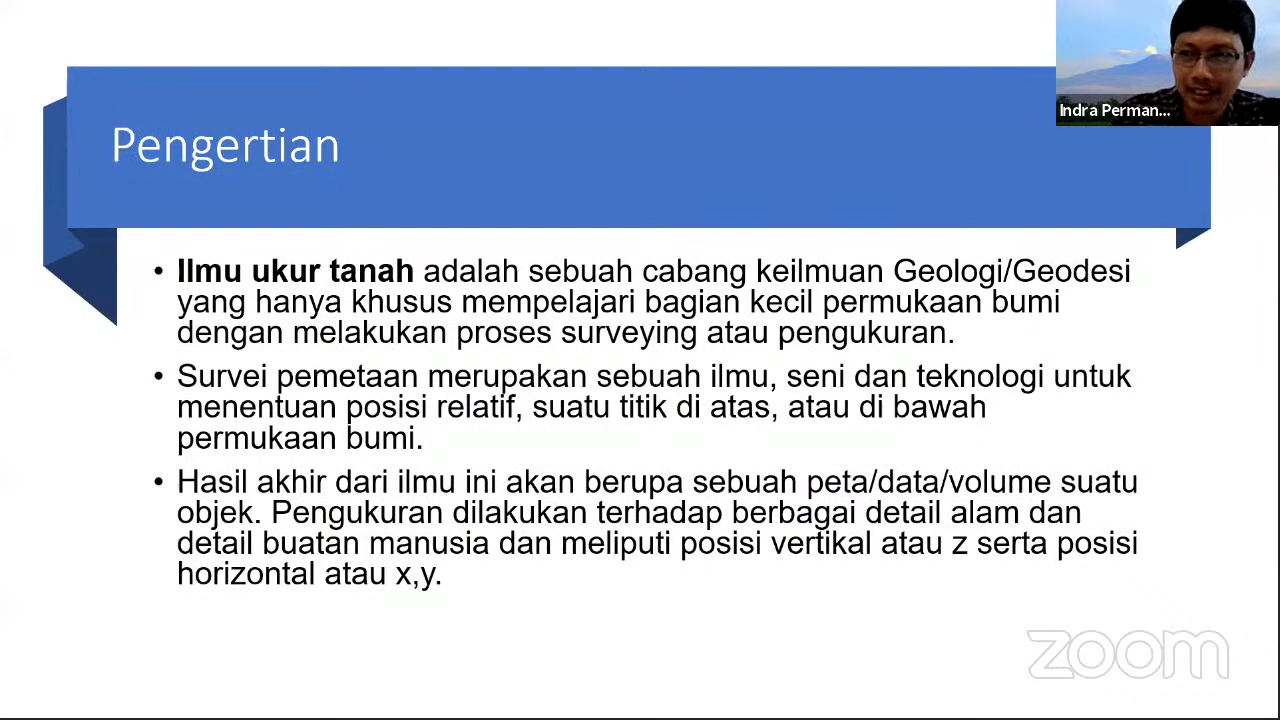 Indra Perman...
Pengertian
• Ilmu ukur tanah adalah sebuah cabang keilmuan Geologi/Geodesi
yang hanya khusus mempelajari bagian kecil permukaan bumi
dengan melakukan proses surveying atau pengukuran.
• Survei pemetaan merupakan sebuah ilmu, seni dan teknologi untuk
menentuan posisi relatif, suatu titik di atas, atau di bawah
permukaan bumi.
• Hasil akhir dari ilmu ini akan berupa sebuah peta/data/volume suatu
objek. Pengukuran dilakukan terhadap berbagai detail alam dan
detail buatan manusia dan meliputi posisi vertikal atau z serta posisi
horizontal atau x,y.
zoom